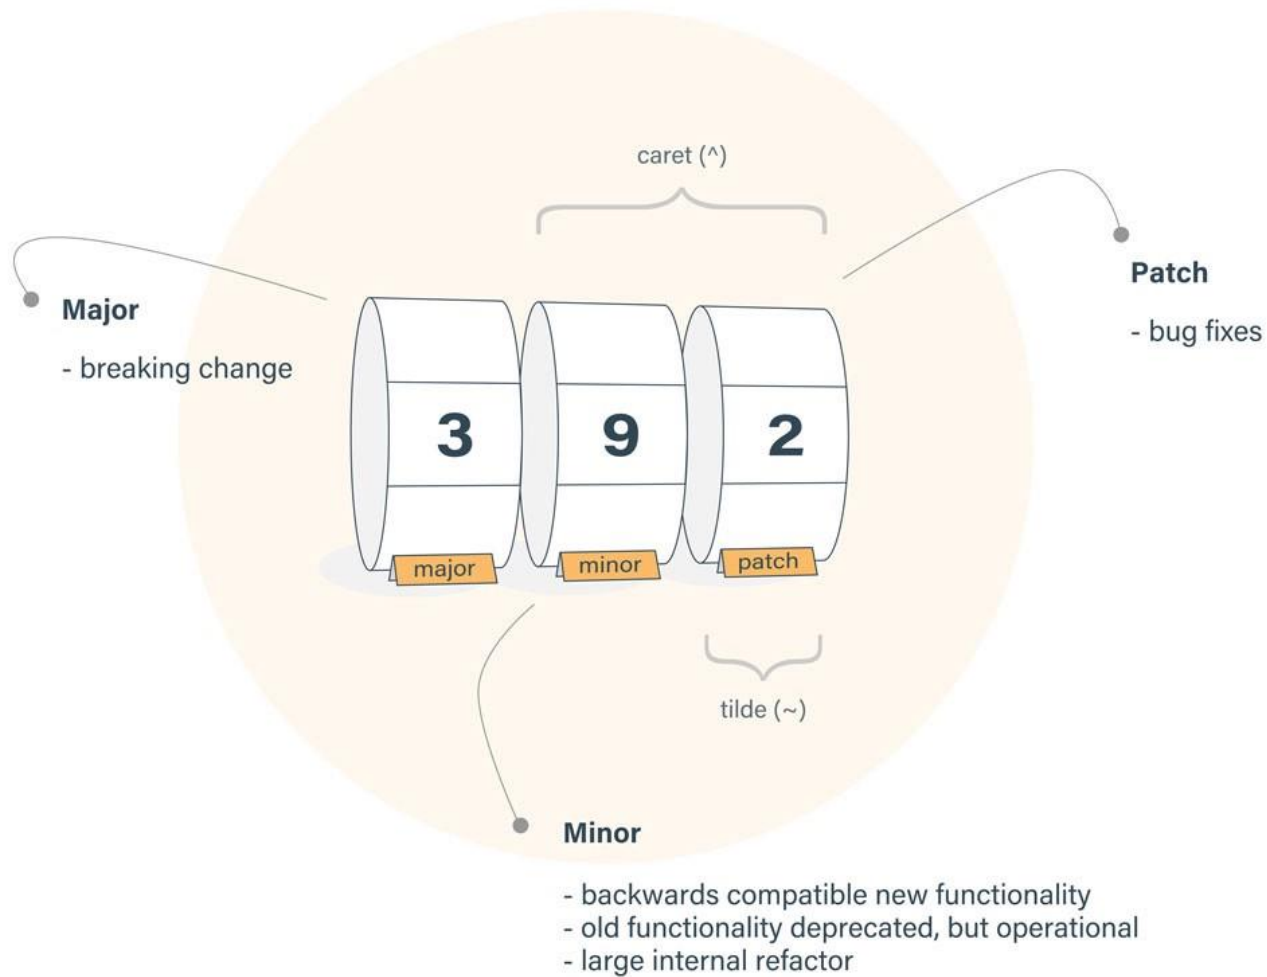 caret (^)
Major
- breaking change
Patch
- bug fixes
3 9 2
major minor patch
tilde (~)
Minor
- backwards compatible new functionality
- old functionality deprecated, but operational
- large internal refactor